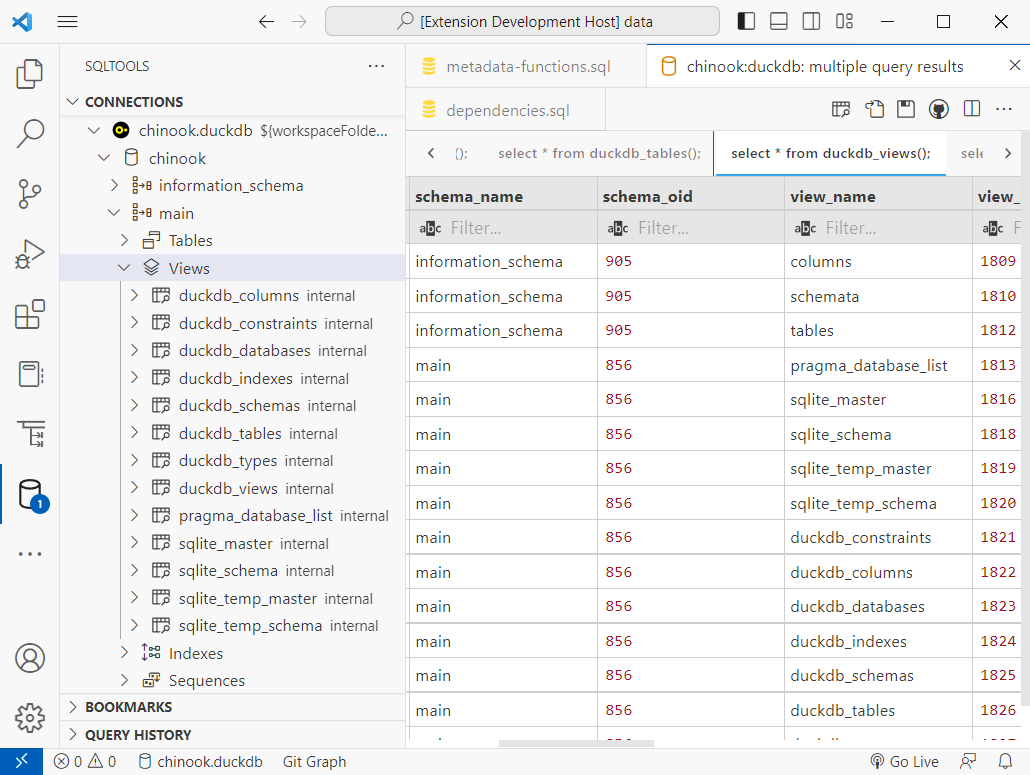 [Extension Development Host] data
SQLTOOLS
CONNECTIONS
chinook.duckdb ${workspaceFolde...
chinook
information_schema
main
Tables
Views
duckdb_columns internal
duckdb_constraints internal
duckdb_databases internal
duckdb_indexes internal
duckdb_schemas internal
duckdb_tables internal
duckdb_types internal
duckdb_views internal
pragma_database_list internal
sqlite_master internal
sqlite_schema internal
sqlite_temp_master internal
sqlite_temp_schema internal
Indexes
Sequences
BOOKMARKS
QUERY HISTORY
1
metadata-functions.sql
chinook:duckdb: multiple query results
dependencies.sql
(); select * from duckdb_tables(); select * from duckdb_views(); sele
schema_name schema_oid view_name view_
abc Filter... abc Filter... abc Filter... abc F
information_schema 905 columns 1809
information_schema 905 schemata 1810
information_schema 905 tables 1812
main 856 pragma_database_list 1813
main 856 sqlite_master 1816
main 856 sqlite_schema 1818
main 856 sqlite_temp_master 1819
main 856 sqlite_temp_schema 1820
main 856 duckdb_constraints 1821
main 856 duckdb_columns 1822
main 856 duckdb_databases 1823
main 856 duckdb_indexes 1824
main 856 duckdb_schemas 1825
main 856 duckdb_tables 1826
0 0 chinook.duckdb Git Graph Go Live